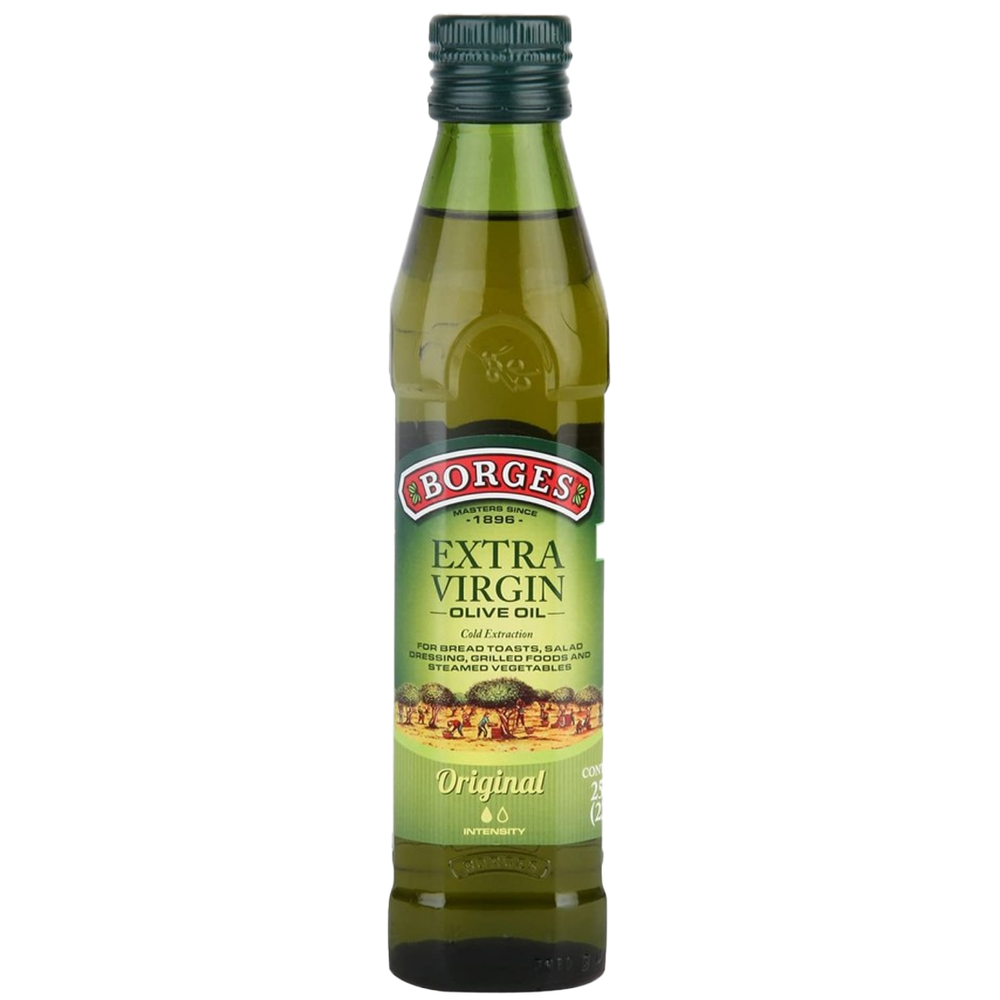 BORGES
MASTERS SINCE
-1896-
EXTRA
VIRGIN
OLIVE OIL
Cold Extraction
FOR BREAD TOASTS, SALAD
DRESSING, GRILLED FOODS AND
STEAMED VEGETABLES
Original
INTENSITY
BORGES